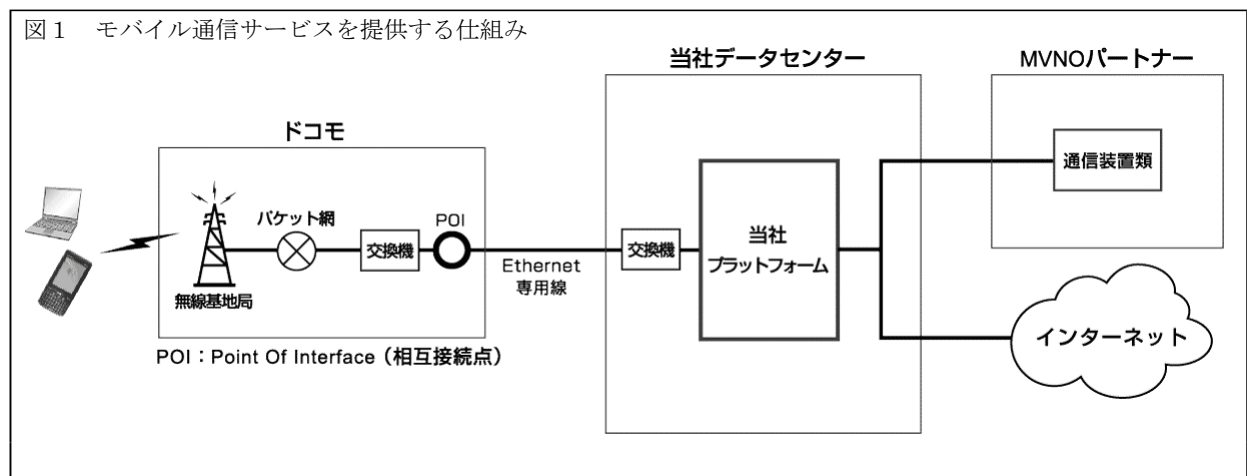 図1 モバイル通信サービスを提供する仕組み
当社データセンター
MVNOパートナー
ドコモ
通信装置類
パケット網
POI
交換機
交換機
当社
プラットフォーム
Ethernet
専用線
無線基地局
インターネット
POI:Point Of Interface(相互接続点)